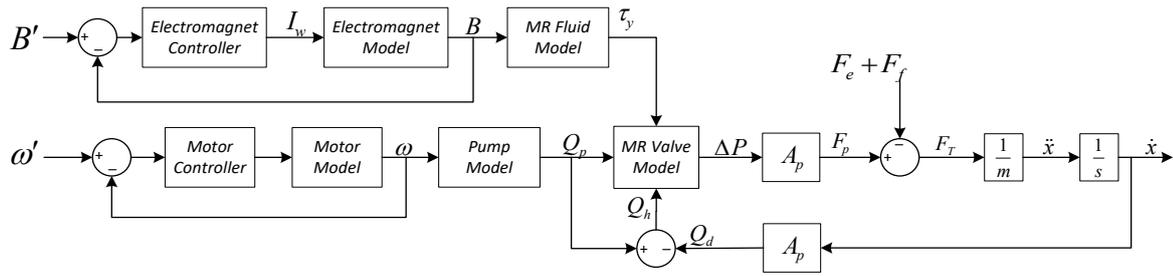 B′
+
−
Electromagnet
Controller
I_w
Electromagnet
Model
B
MR Fluid
Model
τ_y
F_e + F_f
ω′
+
−
Motor
Controller
Motor
Model
ω
Pump
Model
Q_p
MR Valve
Model
ΔP
A_p
F_p
+
−
F_T
1
m
ẍ
1
s
ẋ
Q_h
+
−
Q_d
A_p